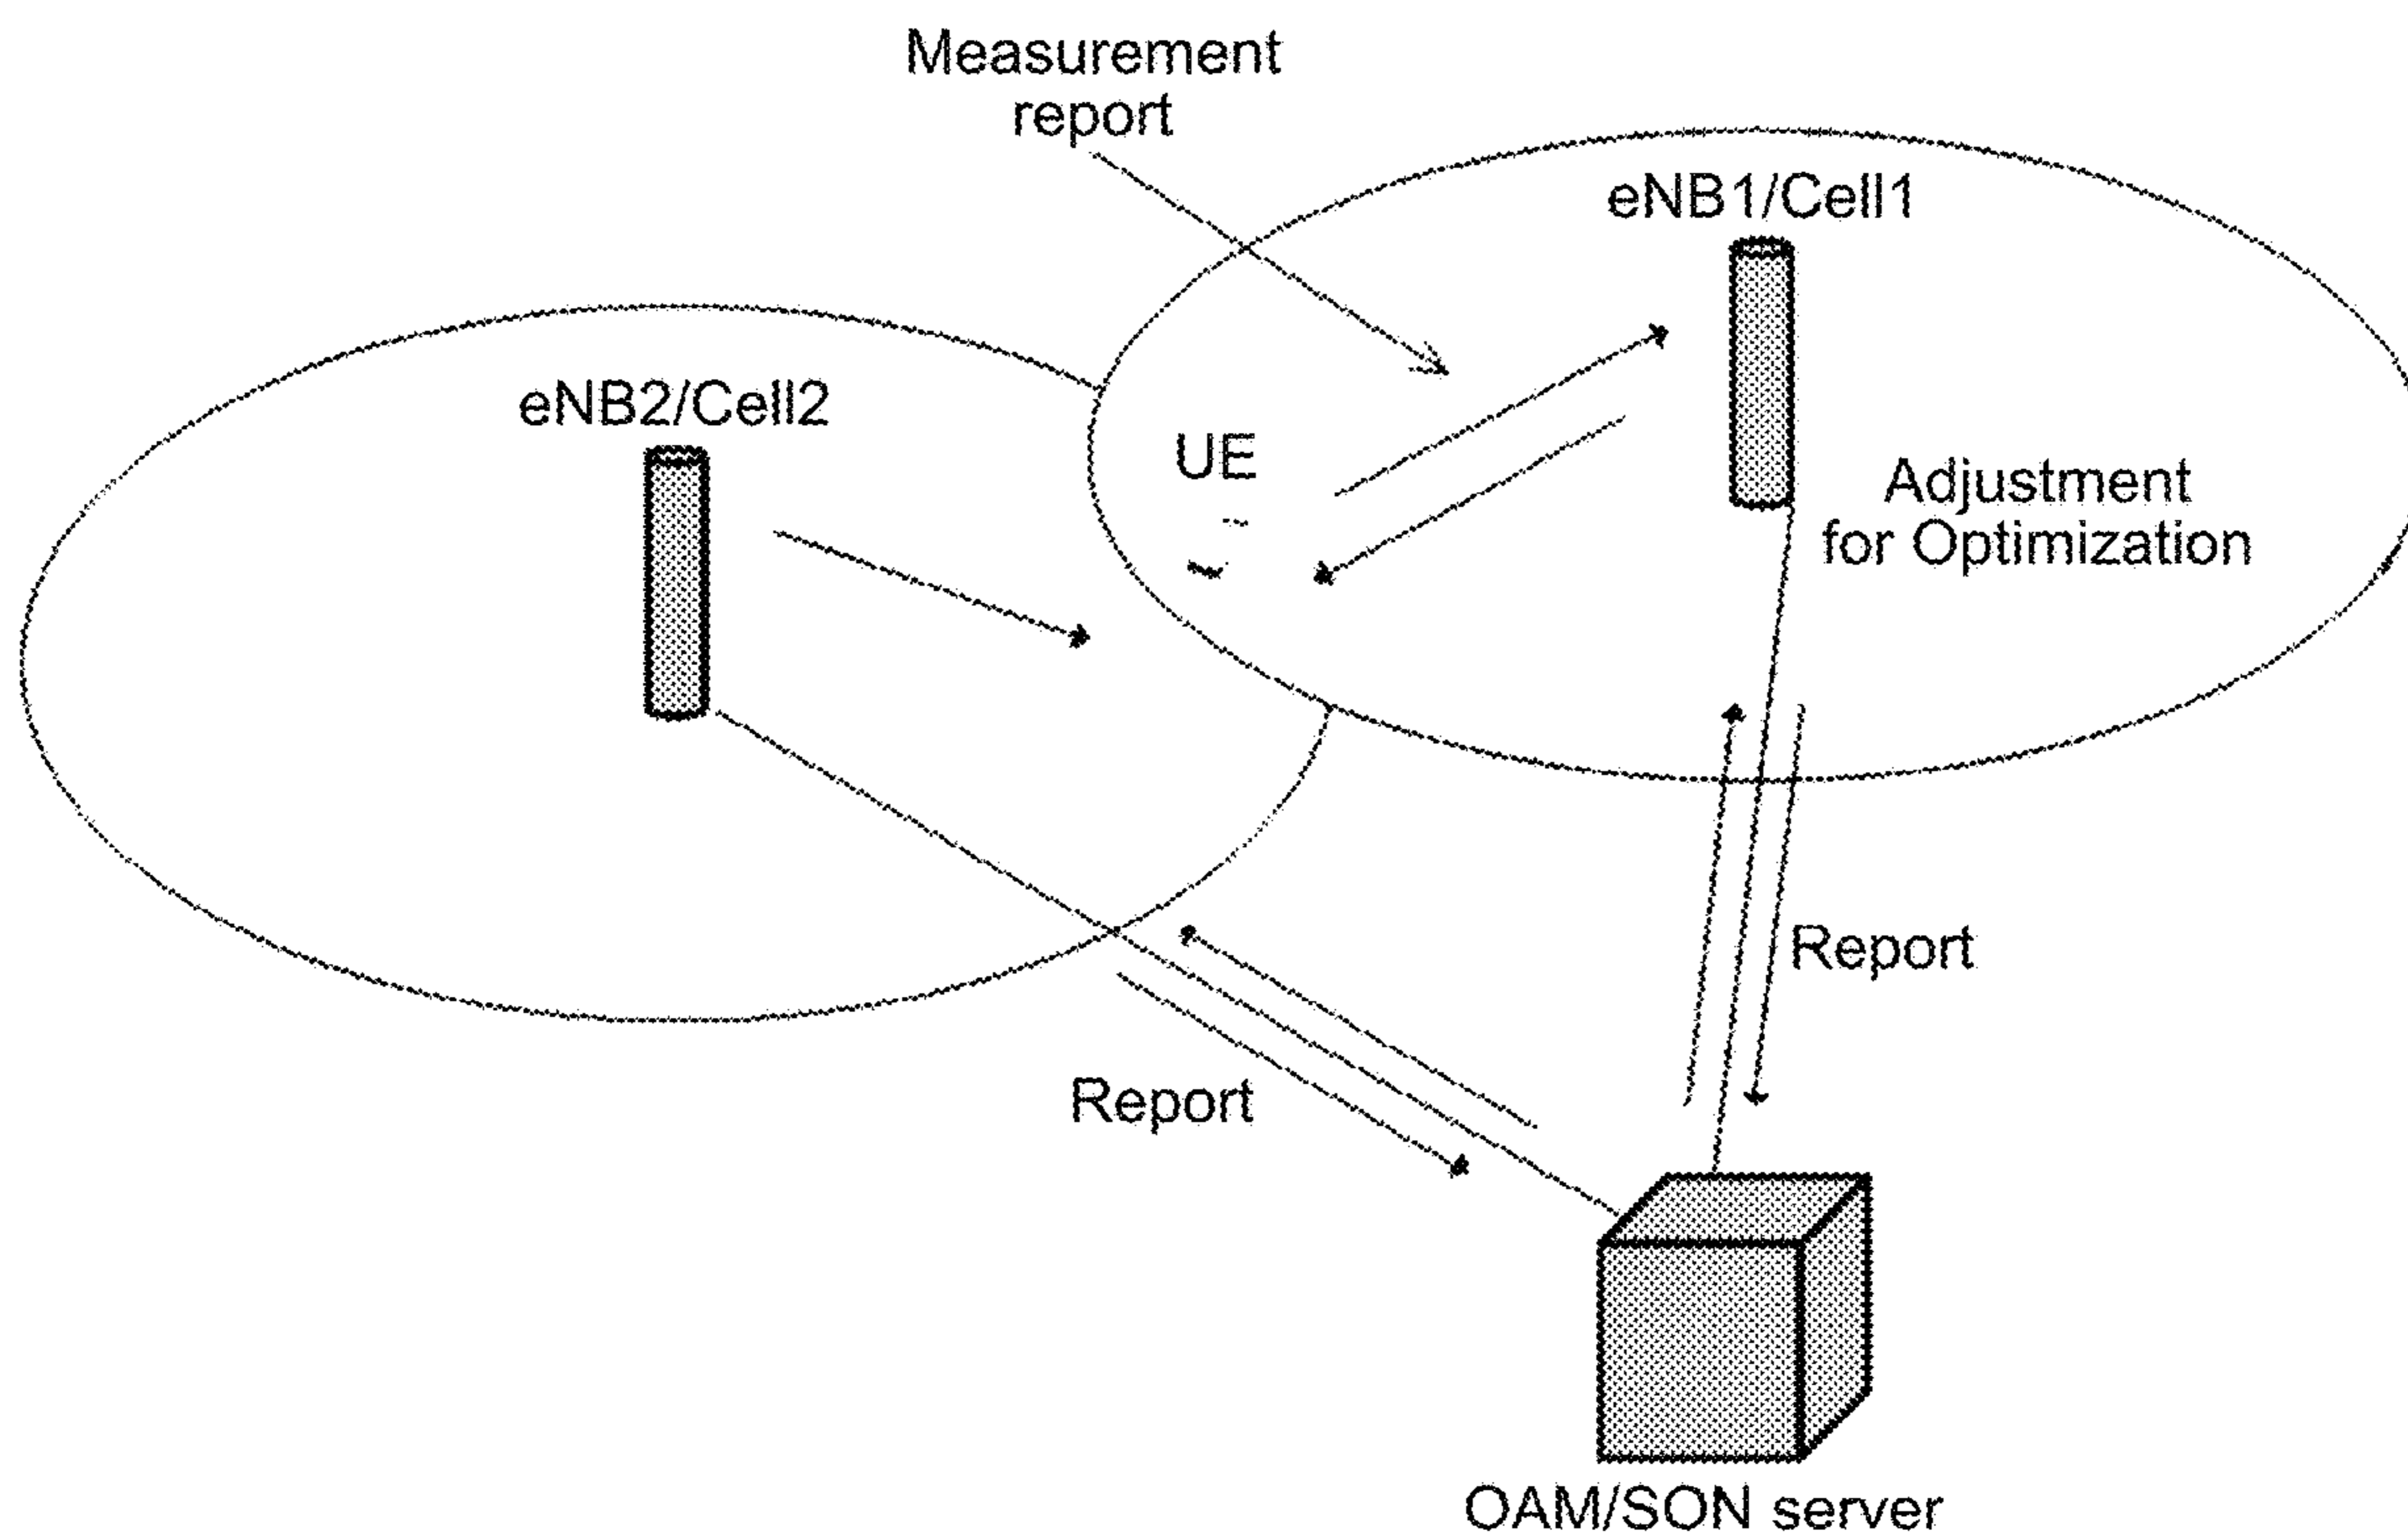 Measurement
report
eNB1/Cell1
eNB2/Cell2
UE
Adjustment
for Optimization
Report
Report
OAM/SON server